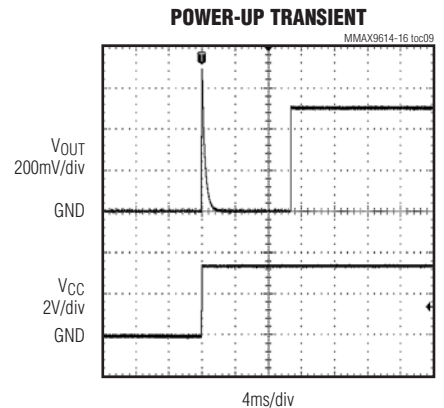 POWER-UP TRANSIENT
MMAX9614-16 toc09
VOUT
200mV/div
GND
VCC
2V/div
GND
4ms/div